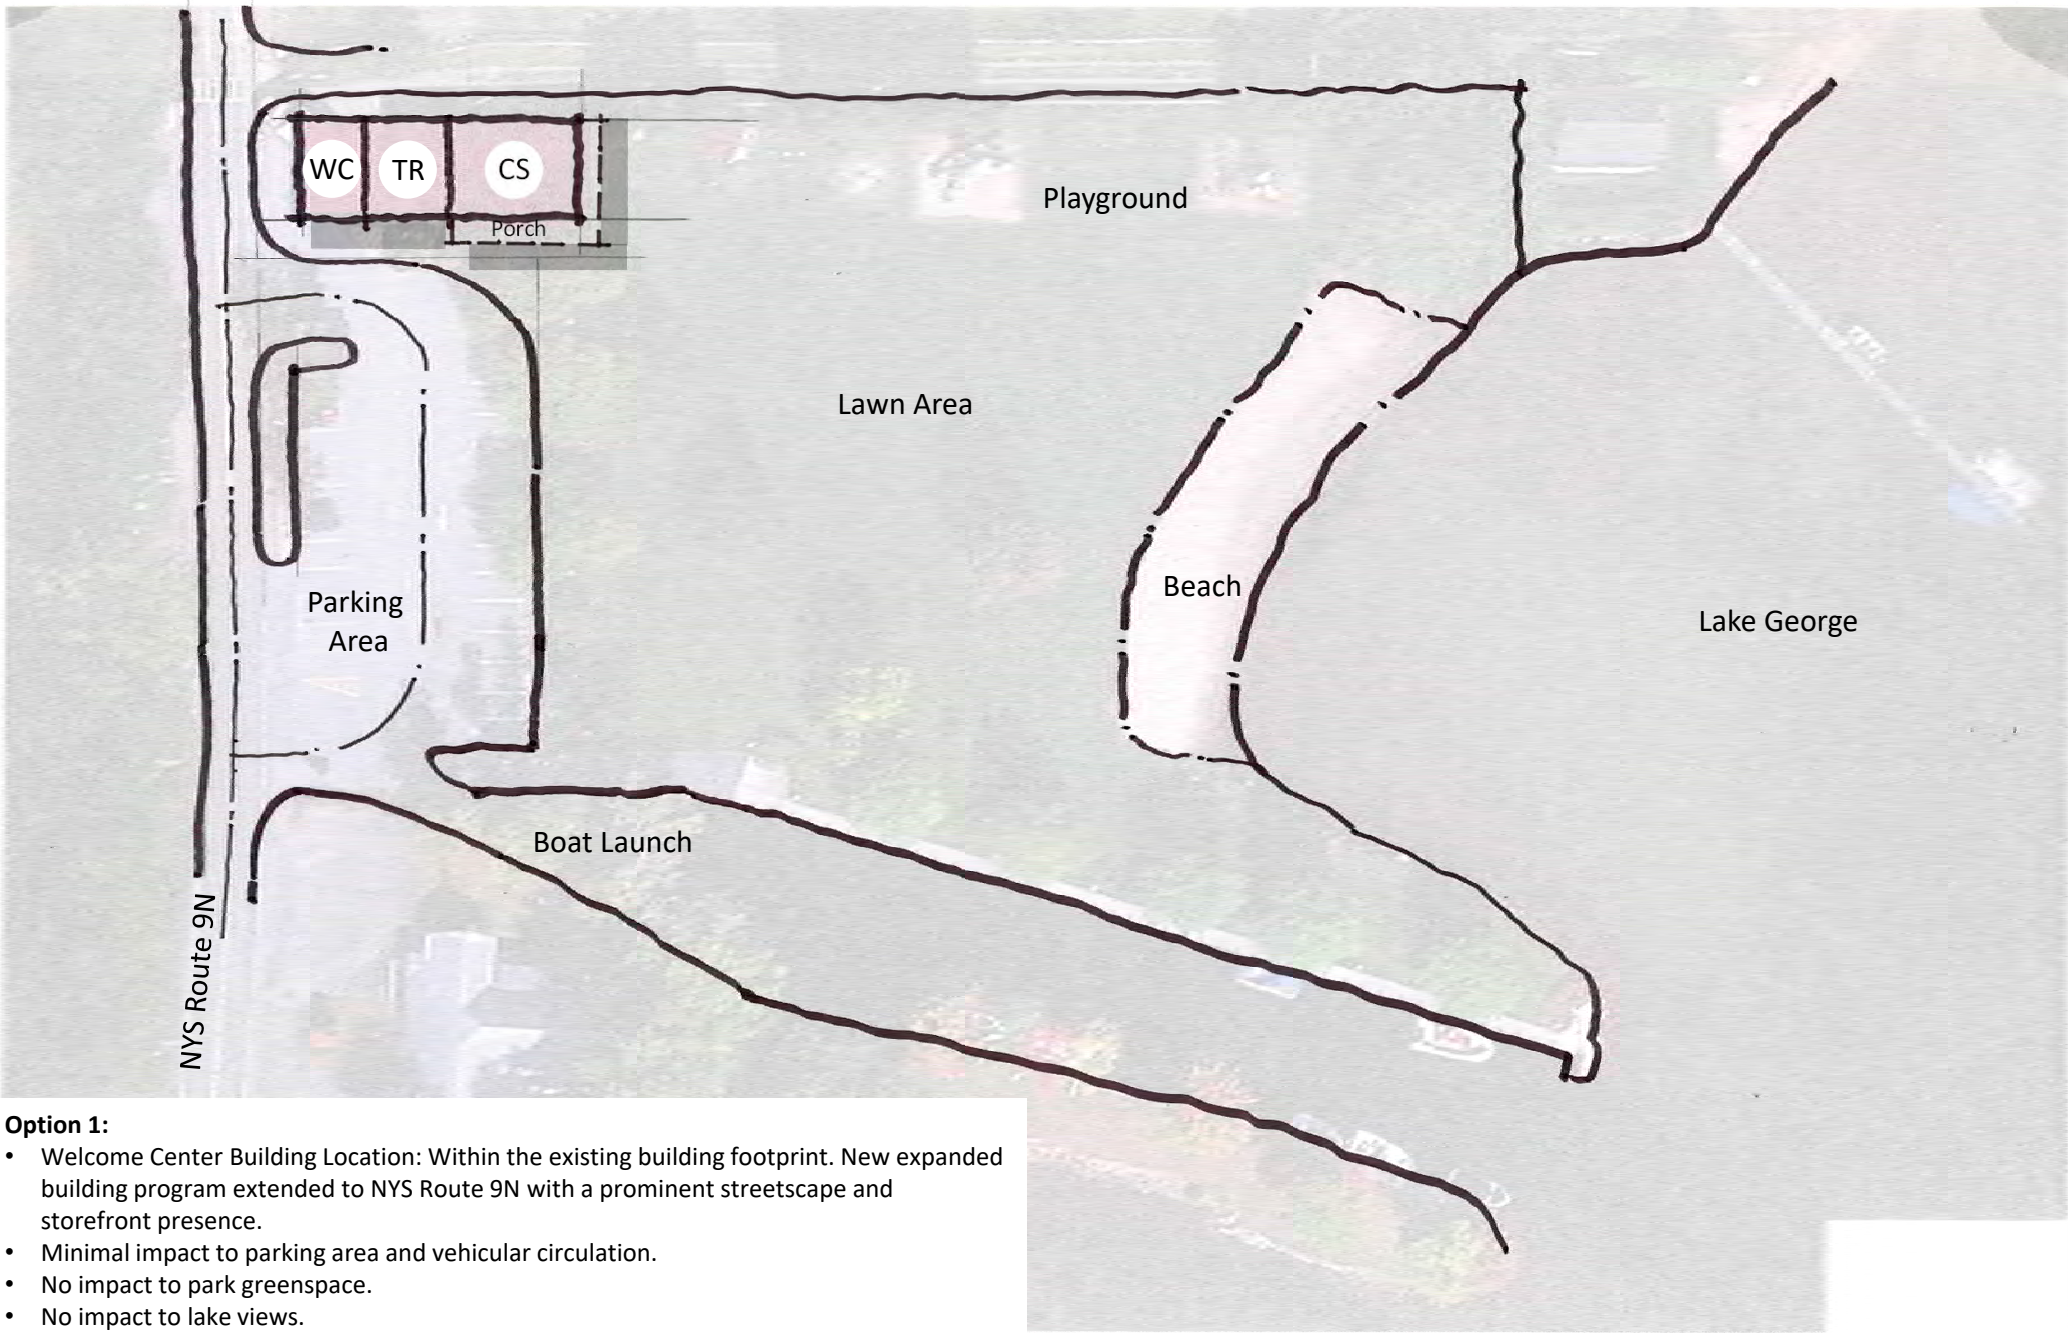 WC
TR
CS
Porch
Playground
Lawn Area
Beach
Parking
Area
Lake George
Boat Launch
NYS Route 9N
Option 1:
• Welcome Center Building Location: Within the existing building footprint. New expanded
building program extended to NYS Route 9N with a prominent streetscape and
storefront presence.
• Minimal impact to parking area and vehicular circulation.
• No impact to park greenspace.
• No impact to lake views.